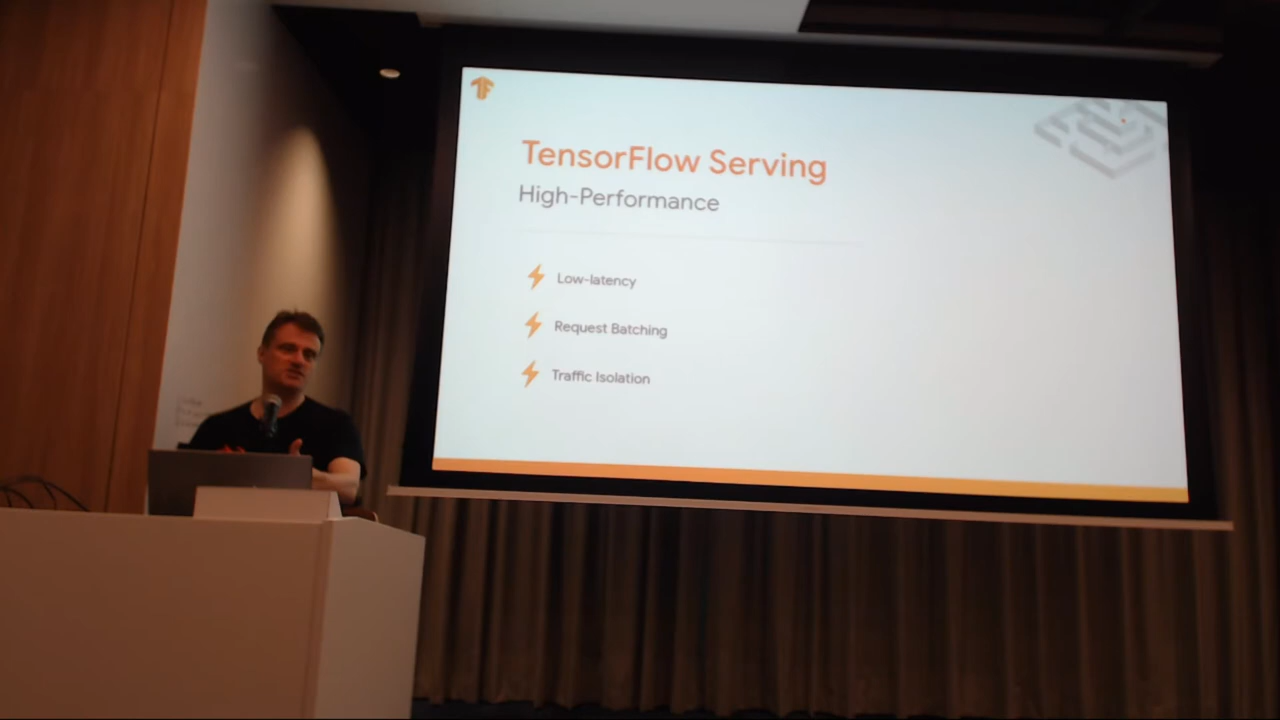 TensorFlow Serving
High-Performance
Low-latency
Request Batching
Traffic Isolation